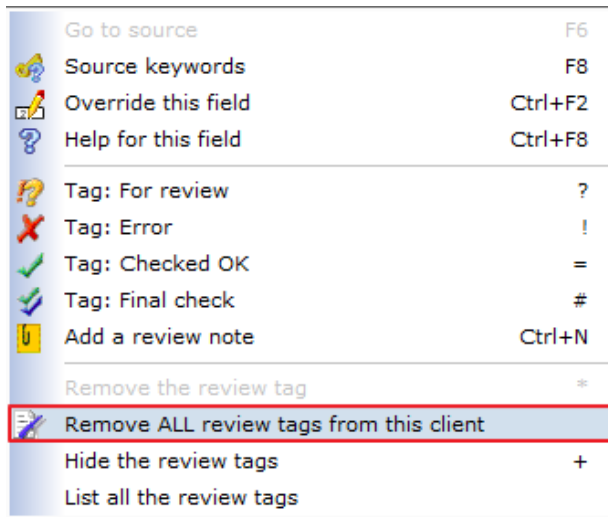 Go to source F6
Source keywords F8
Override this field Ctrl+F2
Help for this field Ctrl+F8
Tag: For review ?
Tag: Error !
Tag: Checked OK =
Tag: Final check #
Add a review note Ctrl+N
Remove the review tag *
Remove ALL review tags from this client
Hide the review tags +
List all the review tags